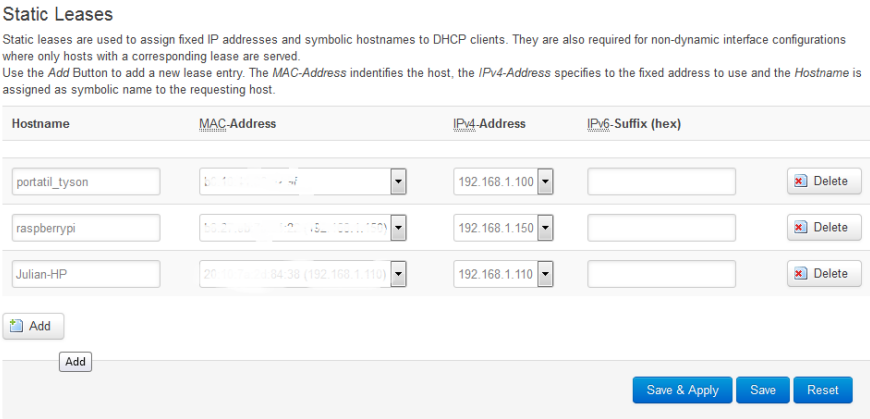 Static Leases
Static leases are used to assign fixed IP addresses and symbolic hostnames to DHCP clients. They are also required for non-dynamic interface configurations
where only hosts with a corresponding lease are served.
Use the Add Button to add a new lease entry. The MAC-Address indentifies the host, the IPv4-Address specifies to the fixed address to use and the Hostname is
assigned as symbolic name to the requesting host.
Hostname MAC-Address IPv4-Address IPv6-Suffix (hex)
portatil_tyson 192.168.1.100 Delete
raspberrypi 192.168.1.150 Delete
Julian-HP 84:38 (192.168.1.110) 192.168.1.110 Delete
Add
Add
Save & Apply Save Reset